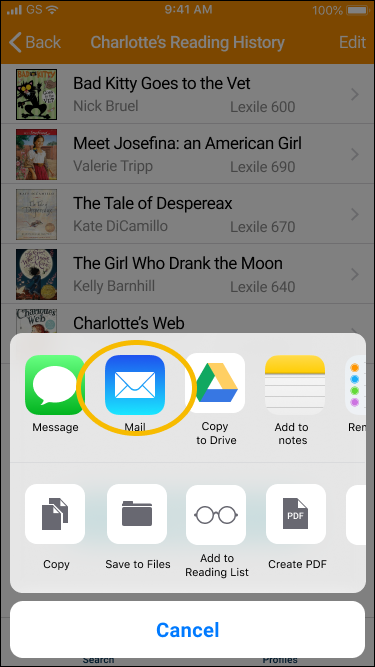 GS 9:41 AM 100%
Back Charlotte's Reading History Edit
Bad Kitty Goes to the Vet
Nick Bruel Lexile 600
Meet Josefina: an American Girl
Valerie Tripp Lexile 690
The Tale of Despereax
Kate DiCamillo Lexile 670
The Girl Who Drank the Moon
Kelly Barnhill Lexile 640
Charlotte's Web
Message Mail Copy to Drive Add to notes
Copy Save to Files Add to Reading List PDF Create PDF
Cancel
Search Profiles